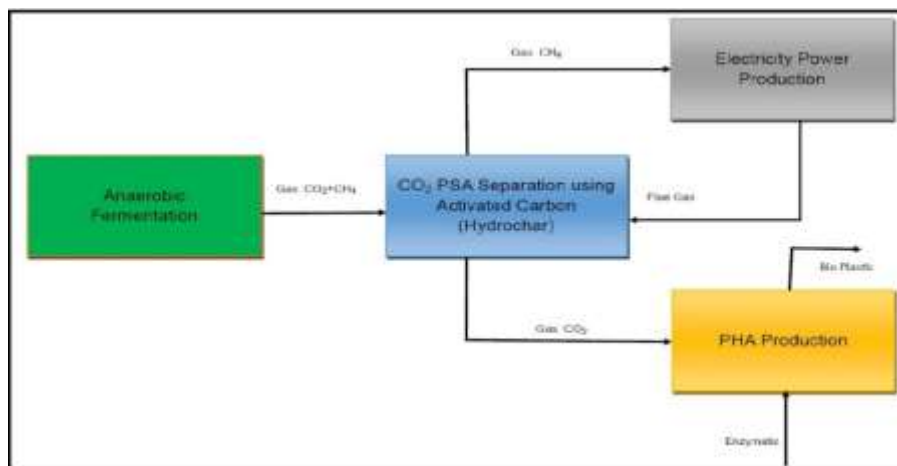 Gas CH₄
Electricity Power
Production
Anaerobic
Fermentation
Gas CO₂+CH₄
CO₂ PSA Separation using
Activated Carbon
(Hydrochar)
Flue Gas
Bio Plastic
Gas CO₂
PHA Production
Enzymatic